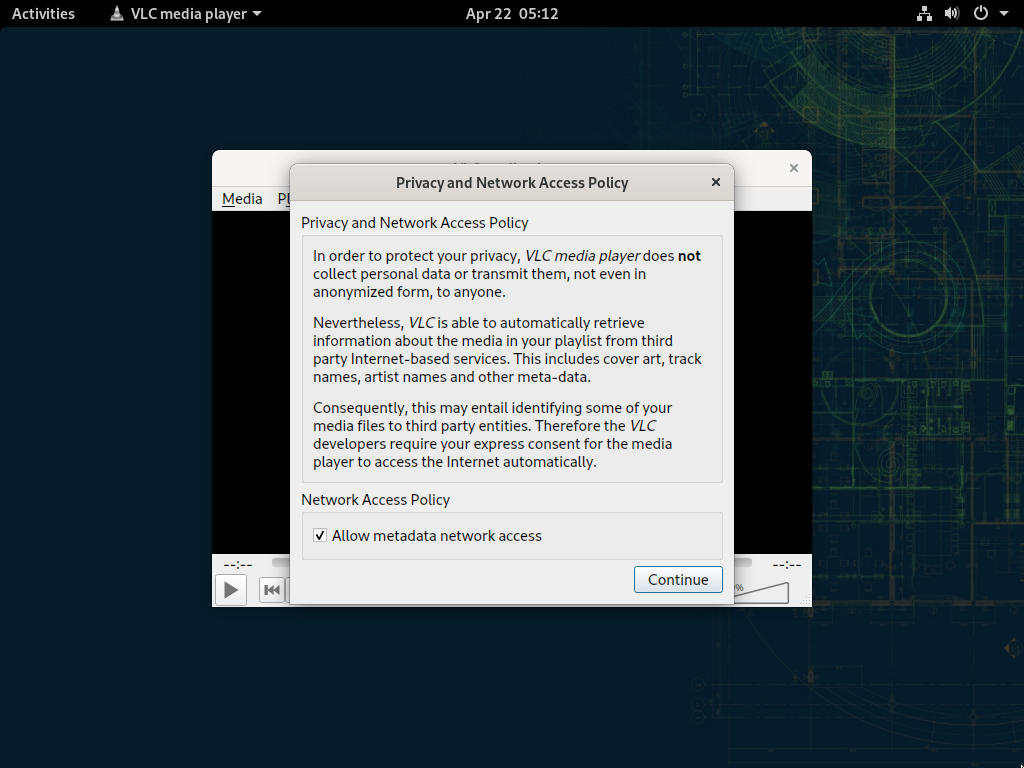 Activities VLC media player Apr 22 05:12
Privacy and Network Access Policy
Media
Privacy and Network Access Policy
In order to protect your privacy, VLC media player does not
collect personal data or transmit them, not even in
anonymized form, to anyone.
Nevertheless, VLC is able to automatically retrieve
information about the media in your playlist from third
party Internet-based services. This includes cover art, track
names, artist names and other meta-data.
Consequently, this may entail identifying some of your
media files to third party entities. Therefore the VLC
developers require your express consent for the media
player to access the Internet automatically.
Network Access Policy
Allow metadata network access
--:-- --:--
Continue